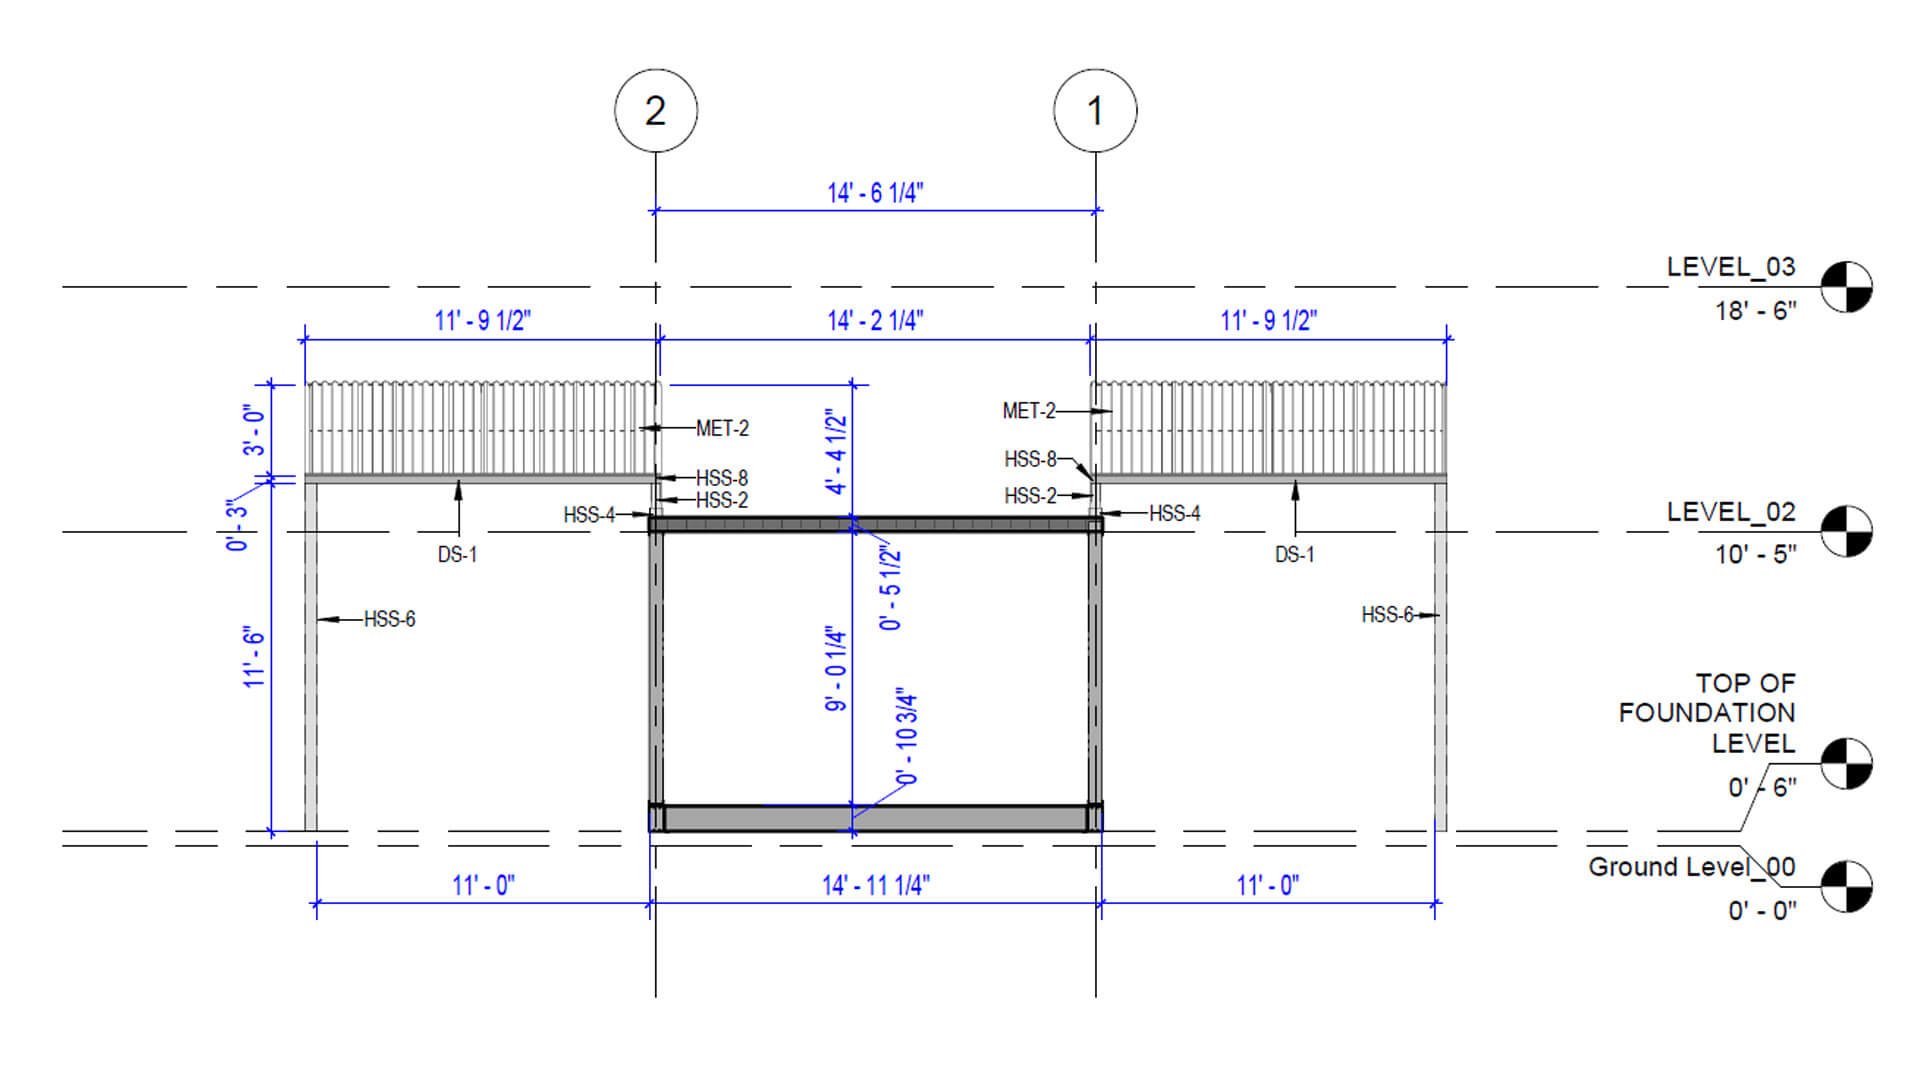 2
1
14' - 6 1/4"
LEVEL_03
18' - 6"
11' - 9 1/2"
14' - 2 1/4"
11' - 9 1/2"
3' - 0"
MET-2
4' - 4 1/2"
MET-2
HSS-8
HSS-8
HSS-2
HSS-2
HSS-4
HSS-4
LEVEL_02
10' - 5"
0' - 3"
DS-1
DS-1
0' - 5 1/2"
HSS-6
HSS-6
11' - 6"
9' - 0 1/4"
0' - 10 3/4"
TOP OF
FOUNDATION
LEVEL
0' - 6"
Ground Level_00
0' - 0"
11' - 0"
14' - 11 1/4"
11' - 0"